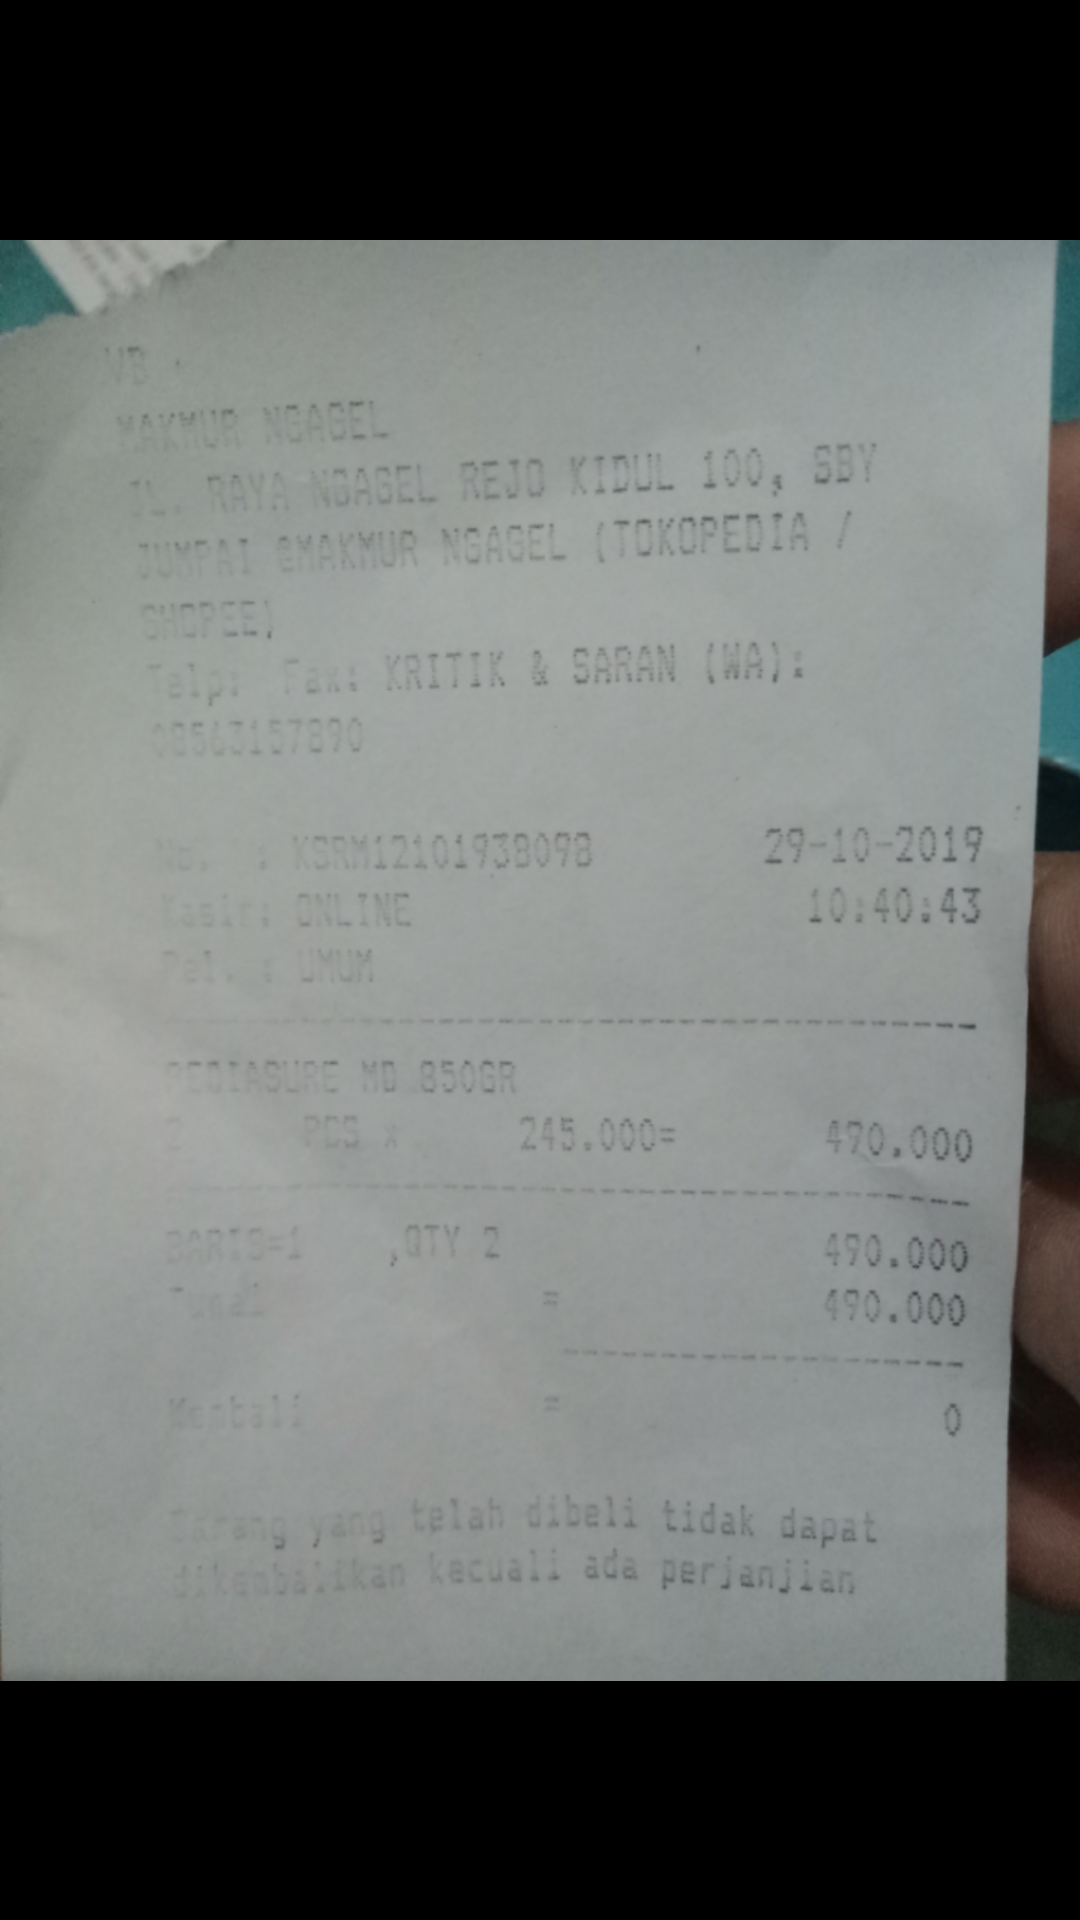 VB .
MAKMUR NGAGEL
JL. RAYA NGAGEL REJO KIDUL 100, SBY
JUMPAI @MAKMUR NGAGEL (TOKOPEDIA /
SHOPEE)
Telp: Fax: KRITIK & SARAN (WA):
08563157890
No. : KSRM12101938098 29-10-2019
Kasir: ONLINE 10:40:43
Pel. : UMUM
PEDIASURE MD 850GR
2 PCS x 245.000= 490.000
BARIS=1 ,QTY 2 490.000
Tunai = 490.000
Kembali = 0
Barang yang telah dibeli tidak dapat
dikembalikan kecuali ada perjanjian